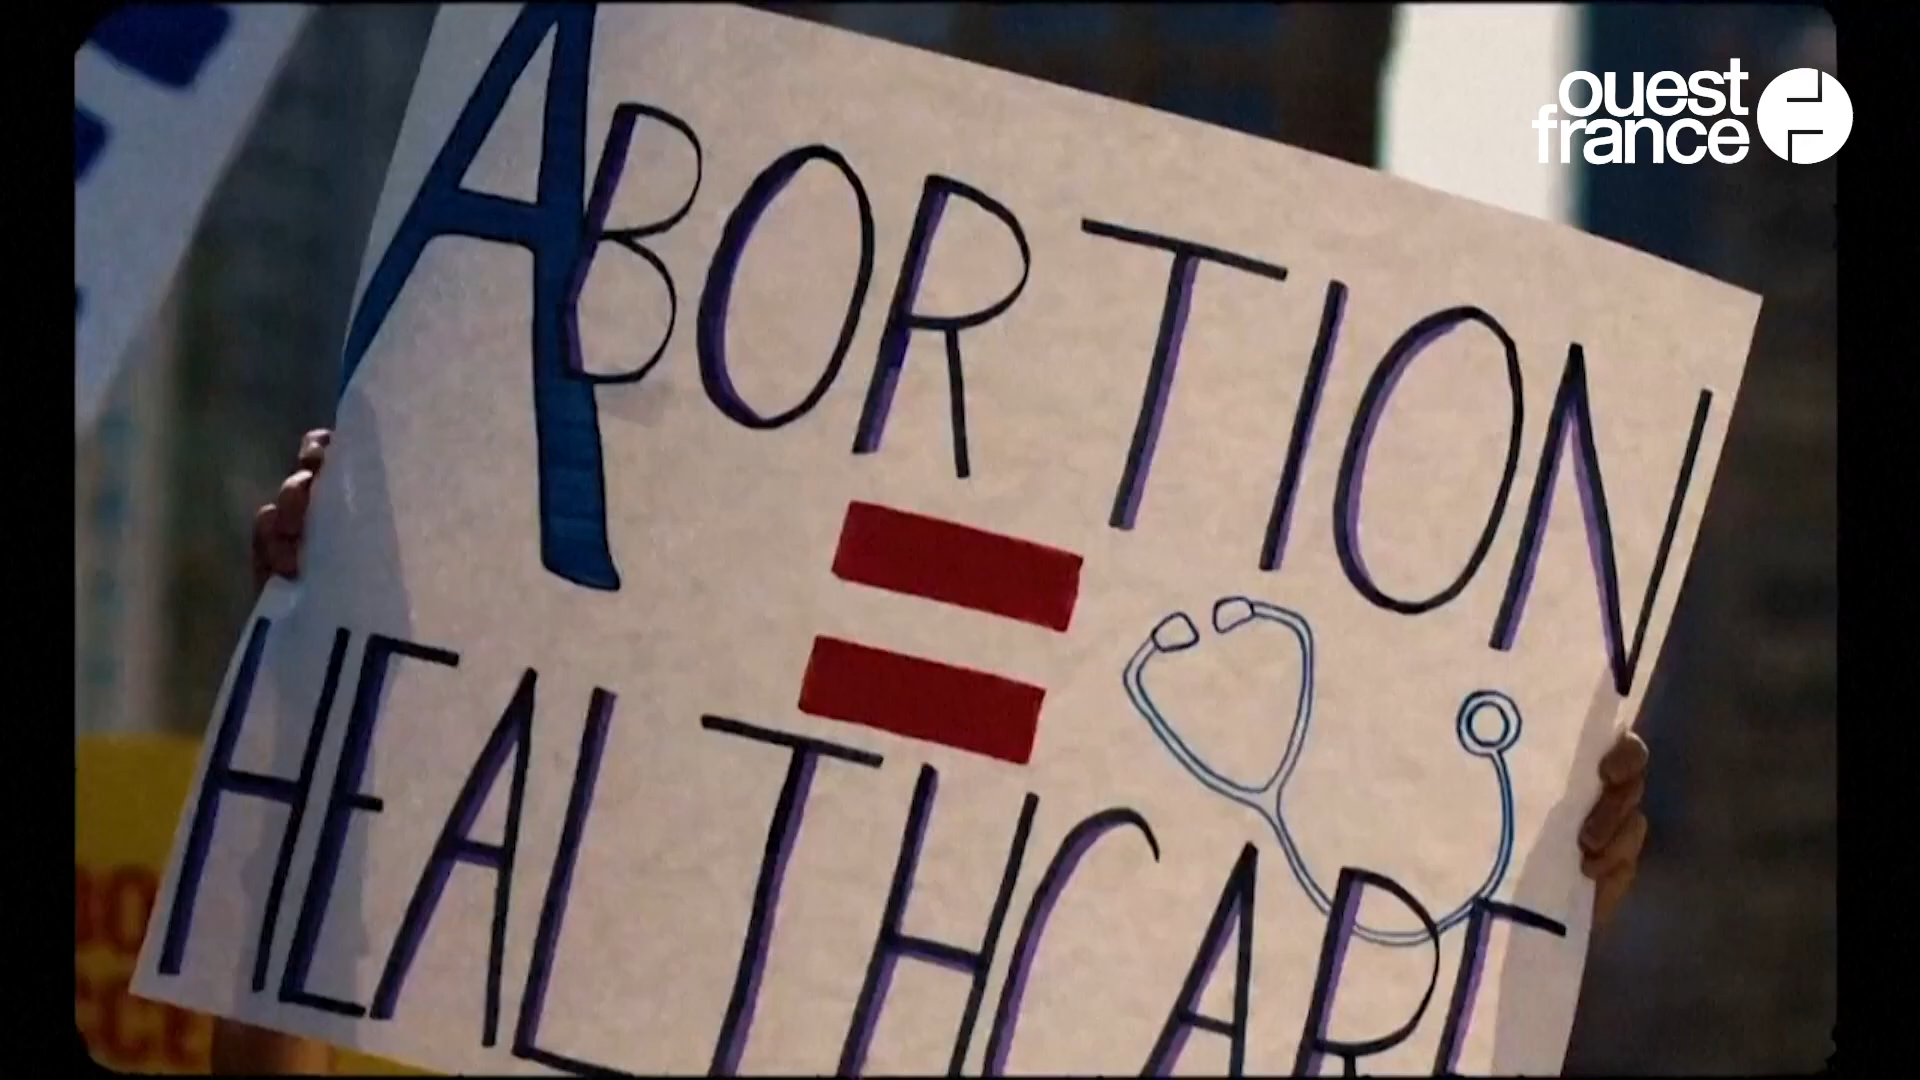 ouest
france
ABORTION
=
HEALTHCARE